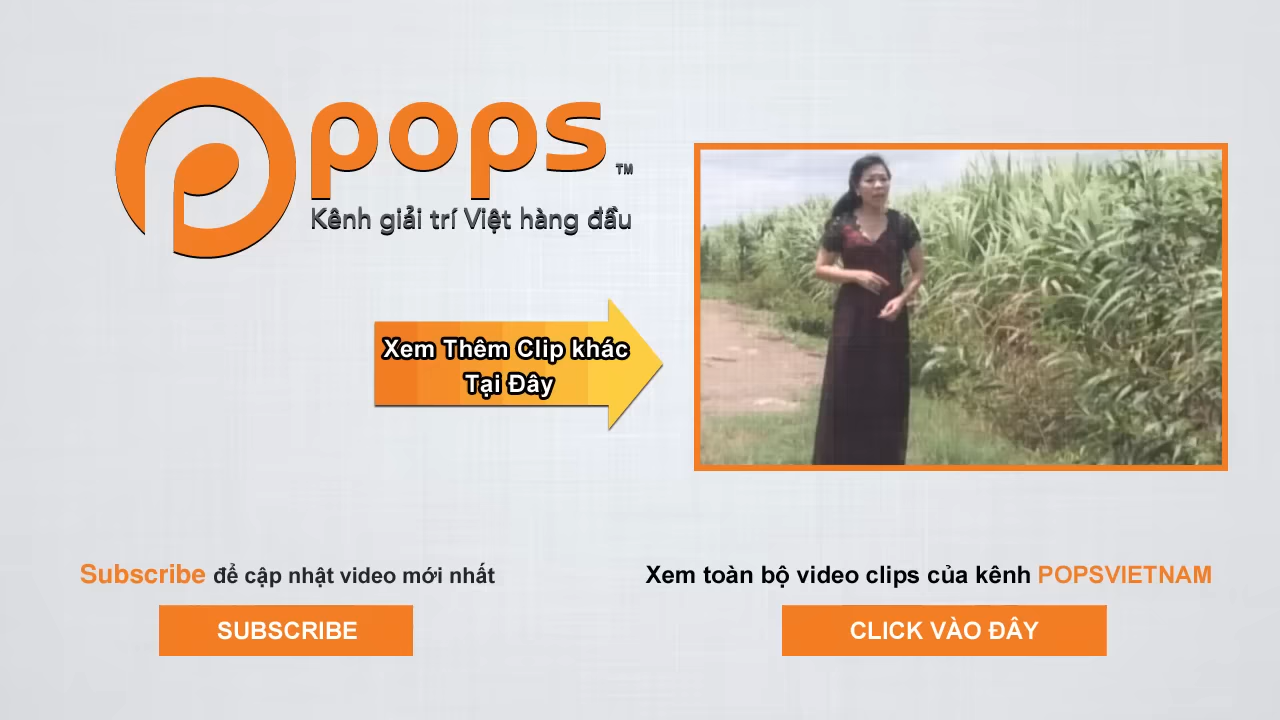 pops
TM
Kênh giải trí Việt hàng đầu
Xem Thêm Clip khác
Tại Đây
Subscribe để cập nhật video mới nhất
SUBSCRIBE
Xem toàn bộ video clips của kênh POPSVIETNAM
CLICK VÀO ĐÂY